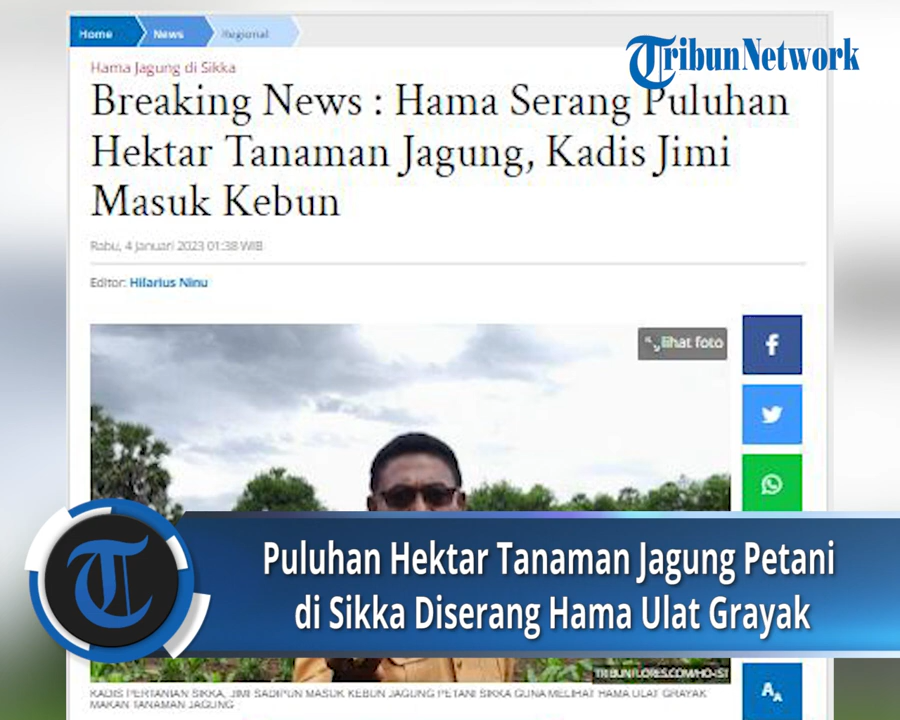 Home News Regional
TribunNetwork
Hama Jagung di Sikka
Breaking News : Hama Serang Puluhan
Hektar Tanaman Jagung, Kadis Jimi
Masuk Kebun
Rabu, 4 Januari 2023 01:38 WIB
Editor: Hilarius Ninu
lihat foto
Puluhan Hektar Tanaman Jagung Petani
di Sikka Diserang Hama Ulat Grayak
TRIBUNFLORES.COM/HO-IST
KADIS PERTANIAN SIKKA, JIMI SADIPUN MASUK KEBUN JAGUNG PETANI SIKKA GUNA MELIHAT HAMA ULAT GRAYAK
MAKAN TANAMAN JAGUNG
AA